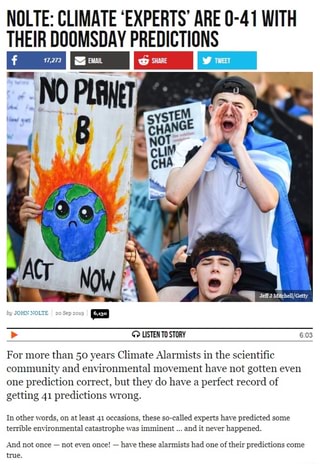 NOLTE: CLIMATE ‘EXPERTS’ ARE 0-41 WITH
THEIR DOOMSDAY PREDICTIONS
f 17,273 EMAIL SHARE TWEET
NO PLANET
B
ACT NOW
SYSTEM
CHANGE
NOT
CLIM
CHA
Jeff J Mitchell/Getty
by JOHN NOLTE | 20 Sep 2019 |
LISTEN TO STORY 6:03
For more than 50 years Climate Alarmists in the scientific
community and environmental movement have not gotten even
one prediction correct, but they do have a perfect record of
getting 41 predictions wrong.
In other words, on at least 41 occasions, these so-called experts have predicted some
terrible environmental catastrophe was imminent ... and it never happened.
And not once — not even once! — have these alarmists had one of their predictions come
true.